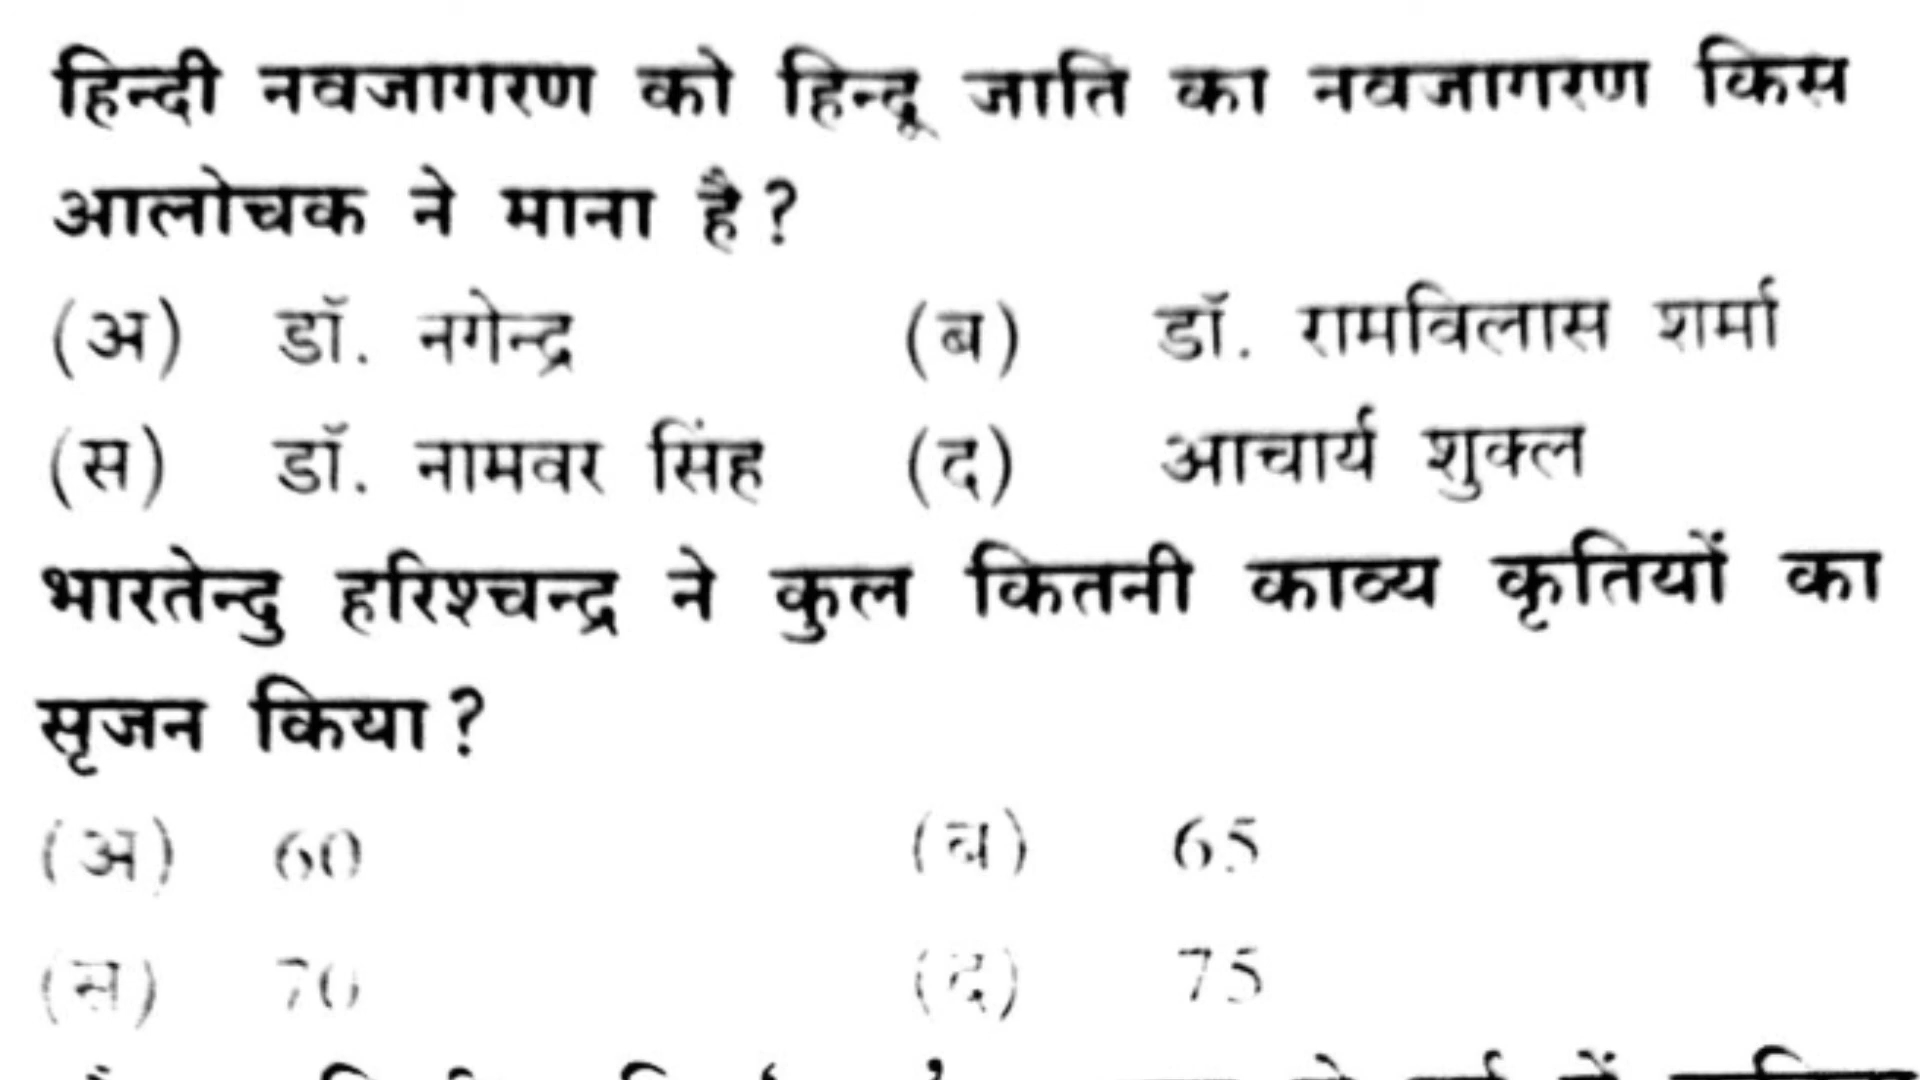 हिन्दी नवजागरण को हिन्दू जाति का नवजागरण किस
आलोचक ने माना है?
(अ) डॉ. नगेन्द्र (ब) डॉ. रामविलास शर्मा
(स) डॉ. नामवर सिंह (द) आचार्य शुक्ल
भारतेन्दु हरिश्चन्द्र ने कुल कितनी काव्य कृतियों का
सृजन किया?
(अ) 60 (ब) 65
(स) 70 (द) 75